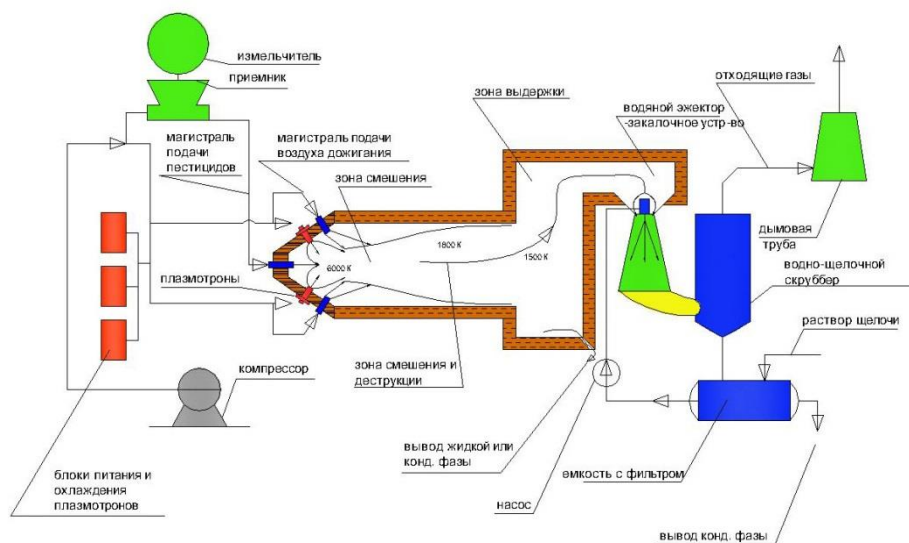 измельчитель
приемник
магистраль
подачи
пестицидов
магистраль подачи
воздуха дожигания
зона смешения
зона выдержки
водяной эжектор
-закалочное устр-во
отходящие газы
дымовая
труба
водно-щелочной
скруббер
раствор щелочи
6000 К
1800 К
1500 К
плазмотроны
компрессор
зона смешения и
деструкции
блоки питания и
охлаждения
плазмотронов
вывод жидкой или
конд. фазы
насос
емкость с фильтром
вывод конд. фазы